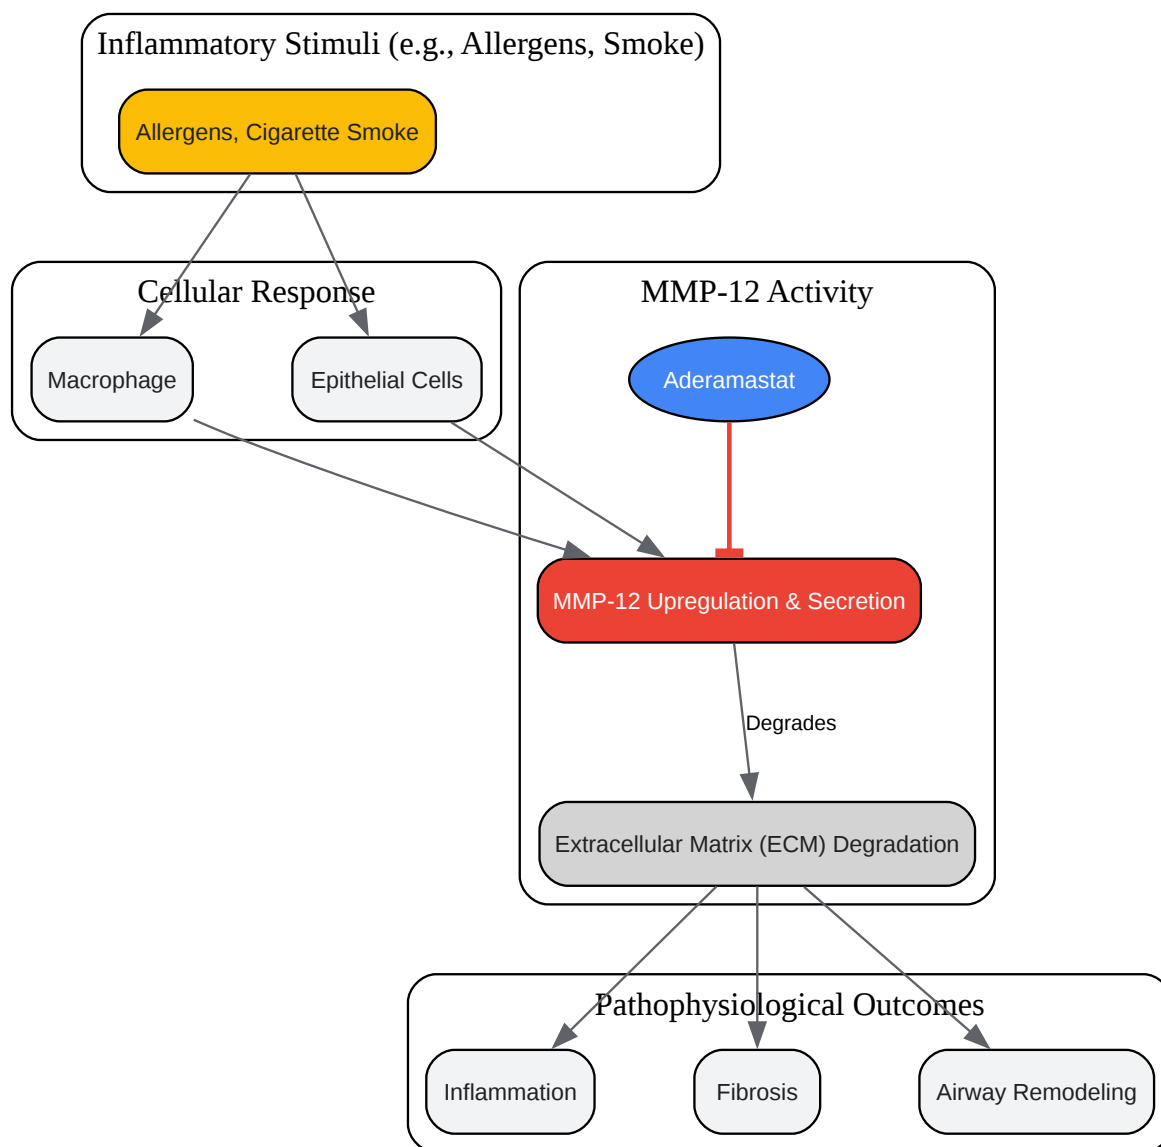 Inflammatory Stimuli (e.g., Allergens, Smoke)
Allergens, Cigarette Smoke
Cellular Response
Macrophage
Epithelial Cells
MMP-12 Activity
Aderamastat
MMP-12 Upregulation & Secretion
Degrades
Extracellular Matrix (ECM) Degradation
Pathophysiological Outcomes
Inflammation
Fibrosis
Airway Remodeling